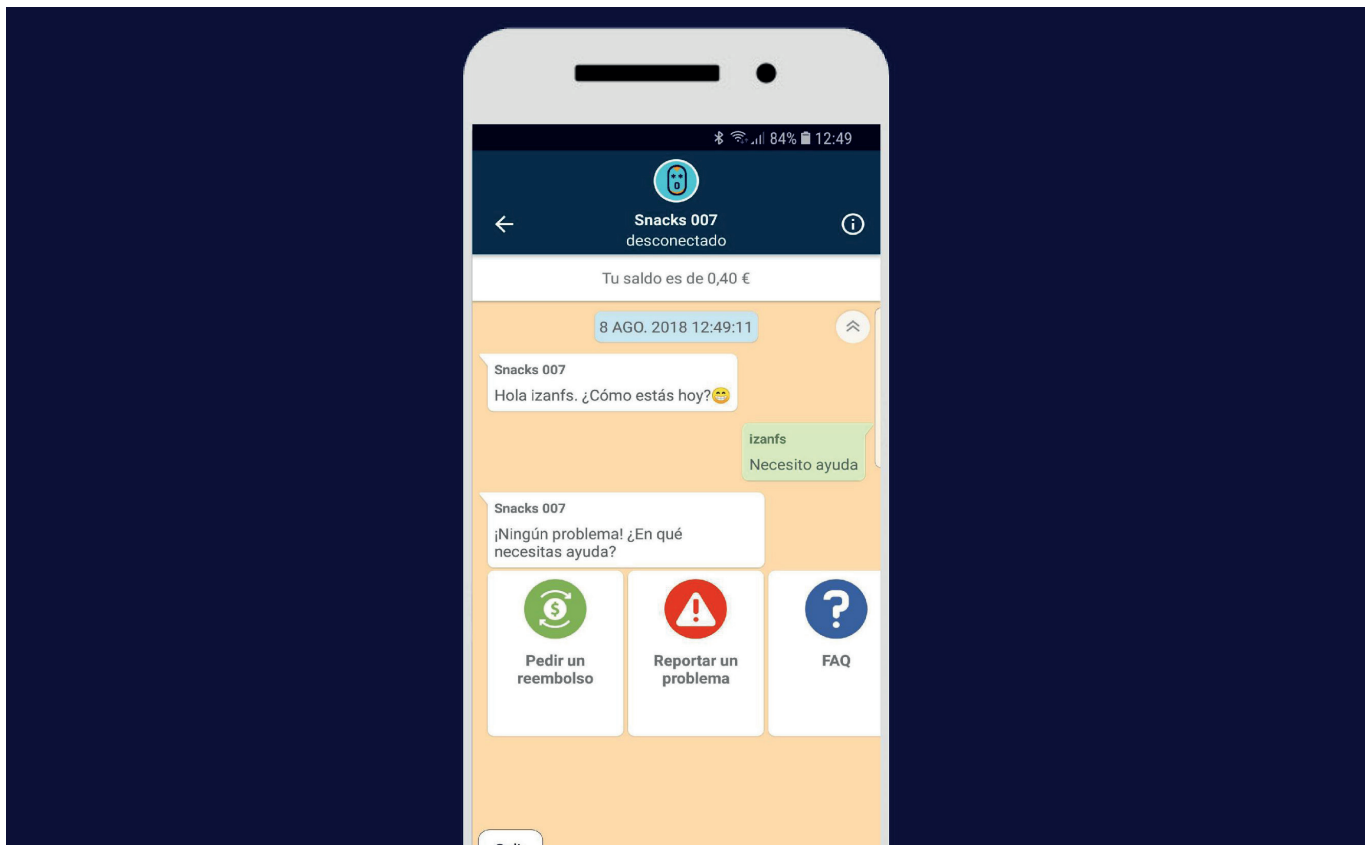 84% 12:49
Snacks 007
desconectado
Tu saldo es de 0,40 €
8 AGO. 2018 12:49:11
Snacks 007
Hola izanfs. ¿Cómo estás hoy?😁
izanfs
Necesito ayuda
Snacks 007
¡Ningún problema! ¿En qué
necesitas ayuda?
Pedir un
reembolso
Reportar un
problema
FAQ